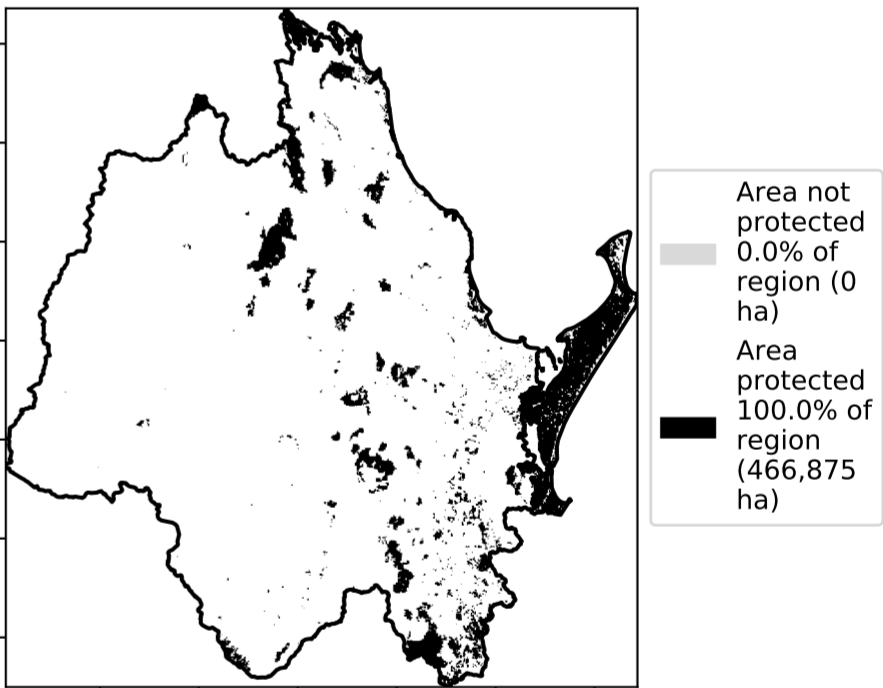 Area not
protected
0.0% of
region (0
ha)
Area
protected
100.0% of
region
(466,875
ha)